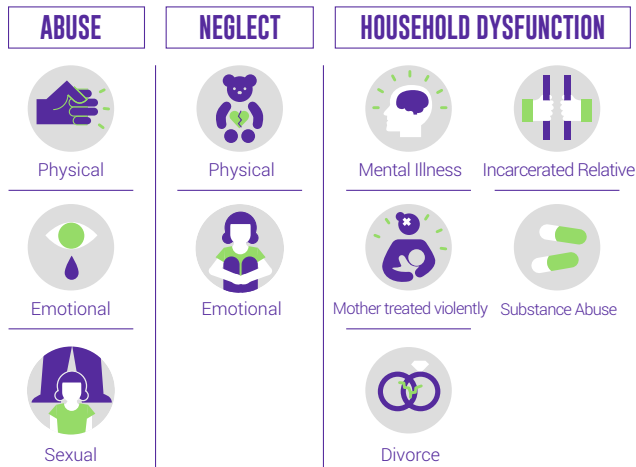 ABUSE
NEGLECT
HOUSEHOLD DYSFUNCTION
Physical
Emotional
Sexual
Physical
Emotional
Mental Illness
Incarcerated Relative
Mother treated violently
Substance Abuse
Divorce